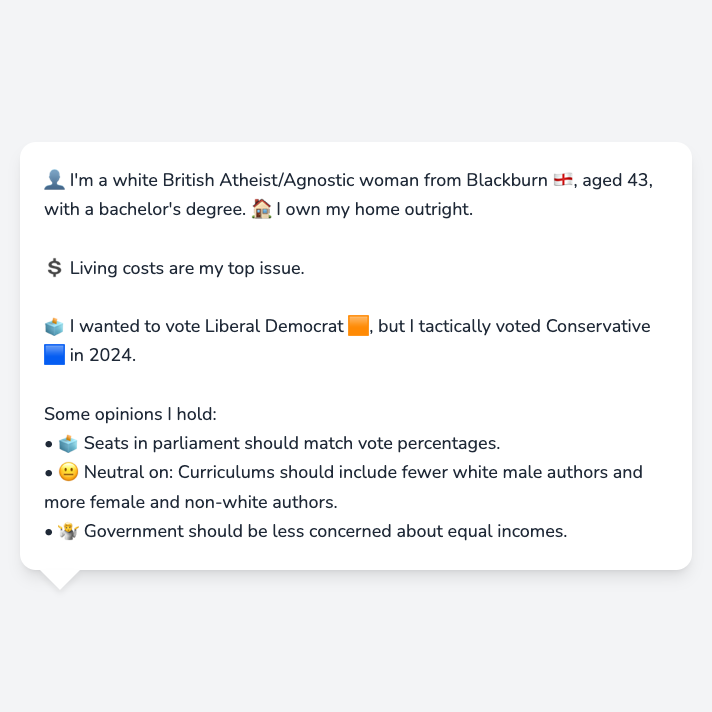 👤 I'm a white British Atheist/Agnostic woman from Blackburn 🏴󠁧󠁢󠁥󠁮󠁧󠁿, aged 43,
with a bachelor's degree. 🏠 I own my home outright.
💲 Living costs are my top issue.
🗳️ I wanted to vote Liberal Democrat 🟧, but I tactically voted Conservative
🟦 in 2024.
Some opinions I hold:
• 🗳️ Seats in parliament should match vote percentages.
• 😐 Neutral on: Curriculums should include fewer white male authors and
more female and non-white authors.
• 🤷‍♀️ Government should be less concerned about equal incomes.